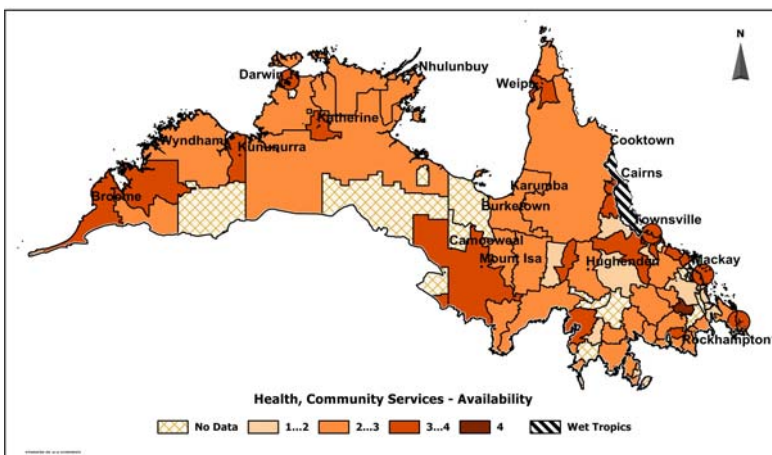 N
Darwin
Nhulunbuy
Weipa
Katherine
Cooktown
Wyndham
Kununurra
Cairns
Broome
Karumba
Burketown
Townsville
Camooweal
Mount Isa
Hughenden
Mackay
Rockhampton
Health, Community Services - Availability
No Data 1...2 2...3 3...4 4 Wet Tropics